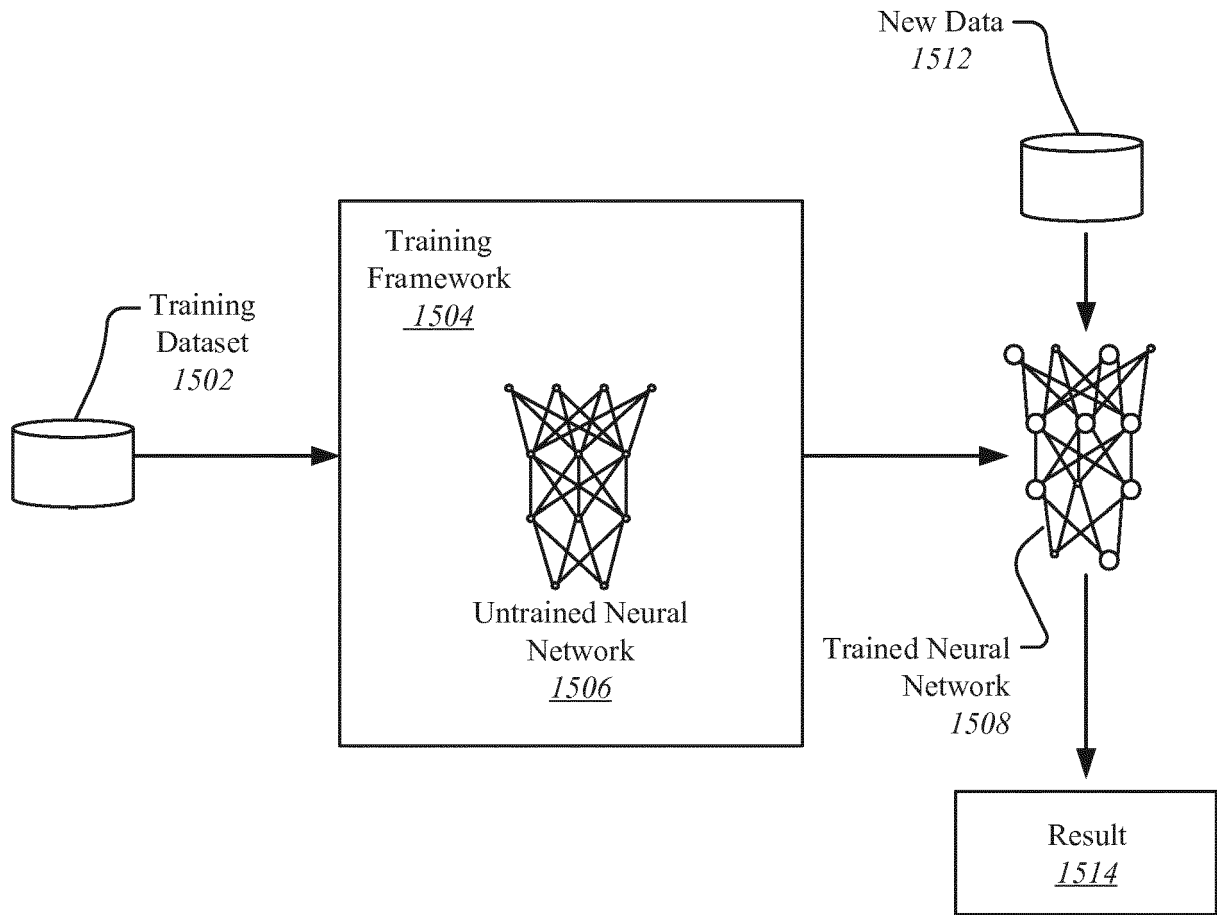 New Data
1512
Training
Framework
1504
Training
Dataset
1502
Untrained Neural
Network
1506
Trained Neural
Network
1508
Result
1514